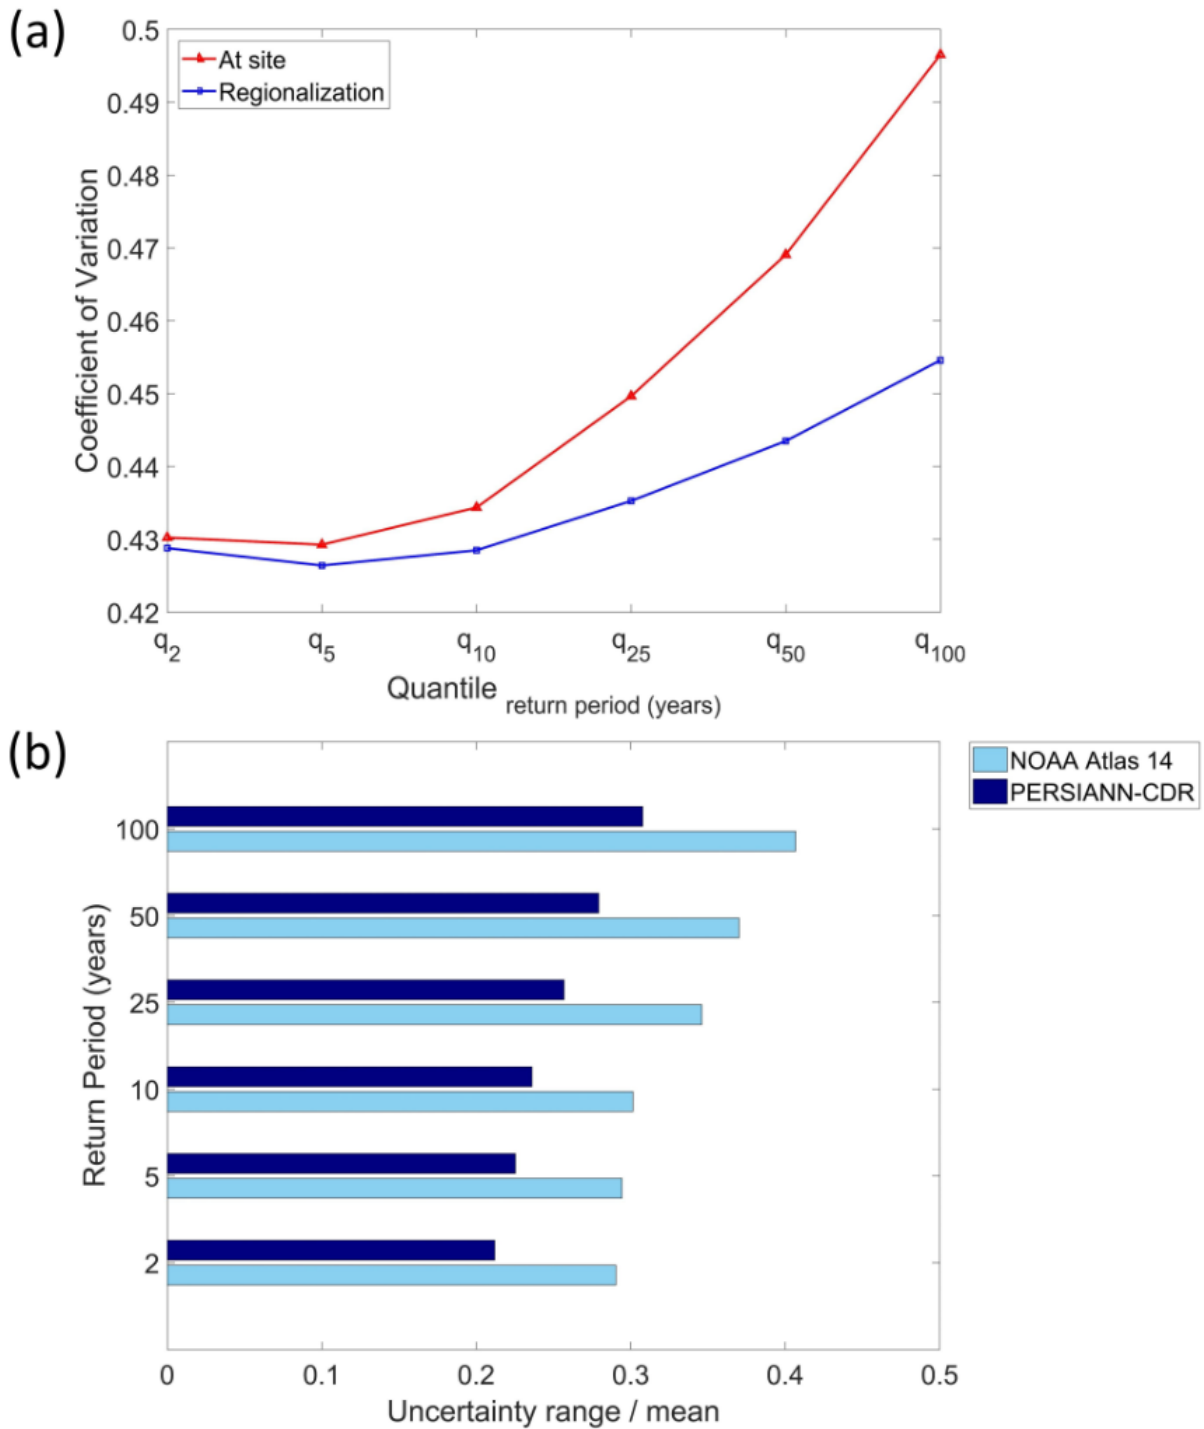 (a)
At site
Regionalization
0.5
0.49
0.48
0.47
0.46
0.45
0.44
0.43
0.42
Coefficient of Variation
q2 q5 q10 q25 q50 q100
Quantile return period (years)
(b)
NOAA Atlas 14
PERSIANN-CDR
100
50
25
10
5
2
Return Period (years)
0 0.1 0.2 0.3 0.4 0.5
Uncertainty range / mean